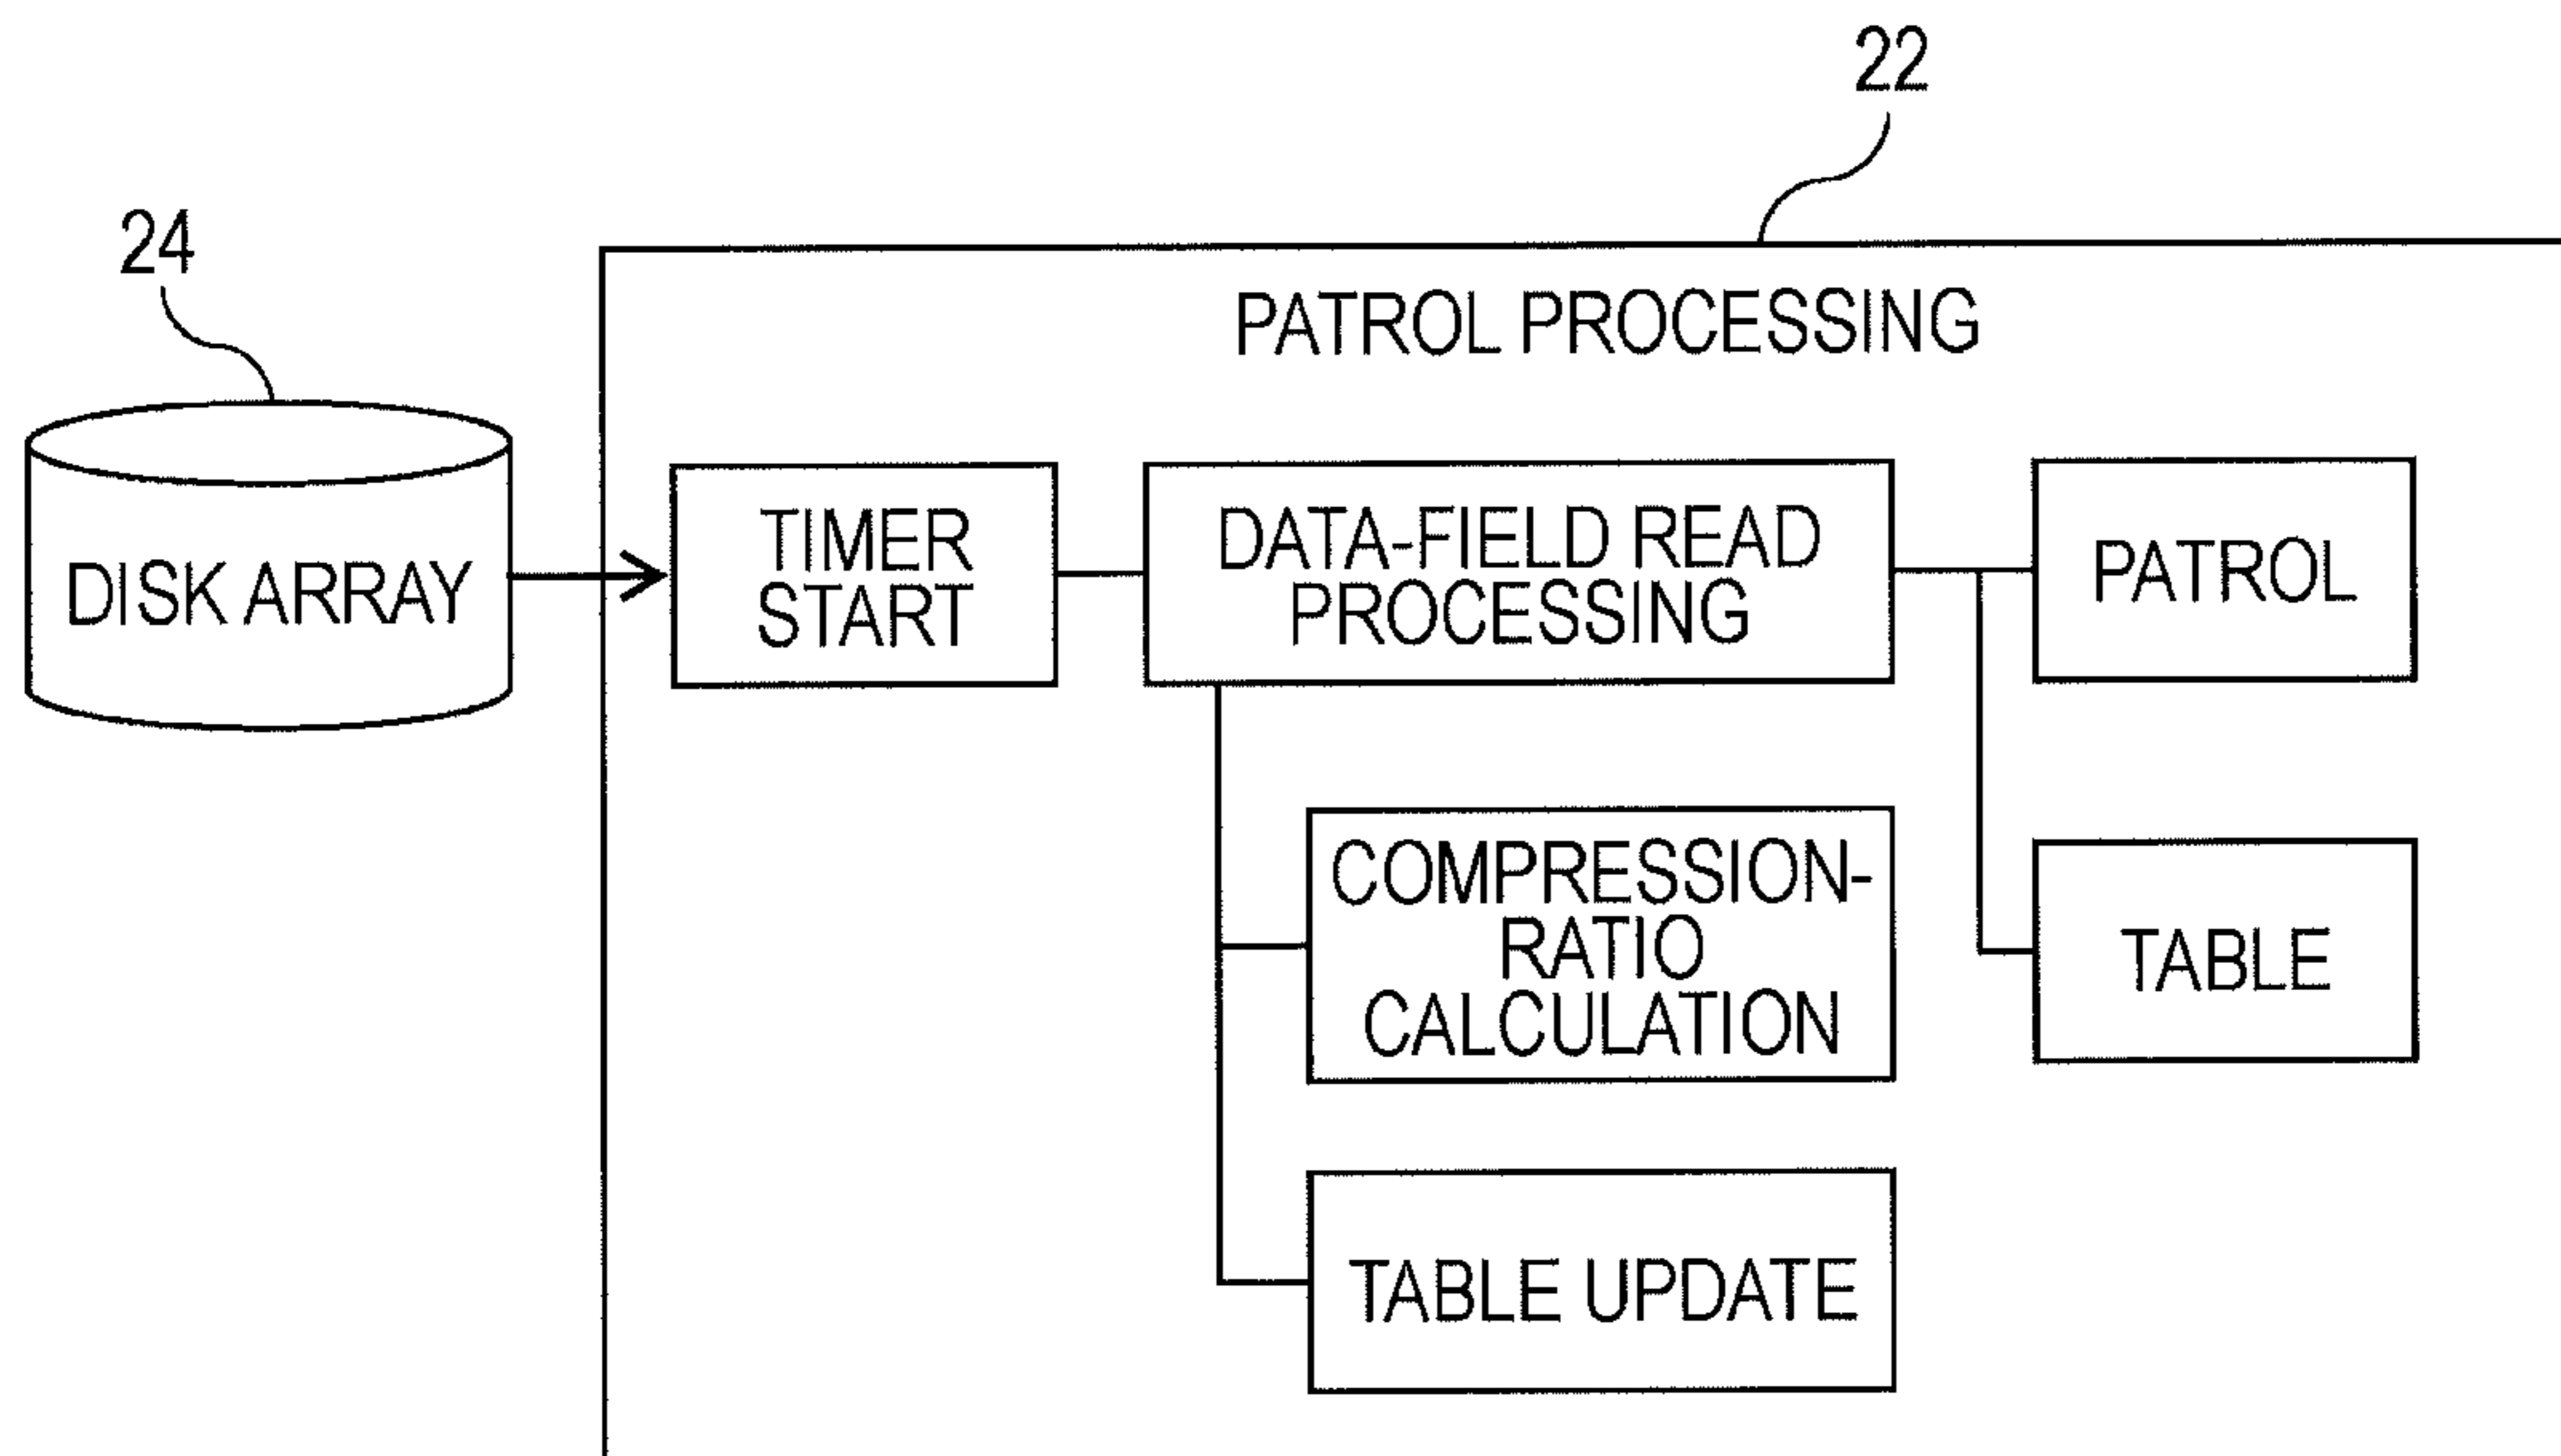 22
24
PATROL PROCESSING
DISK ARRAY
TIMER
START
DATA-FIELD READ
PROCESSING
PATROL
COMPRESSION-
RATIO
CALCULATION
TABLE
TABLE UPDATE